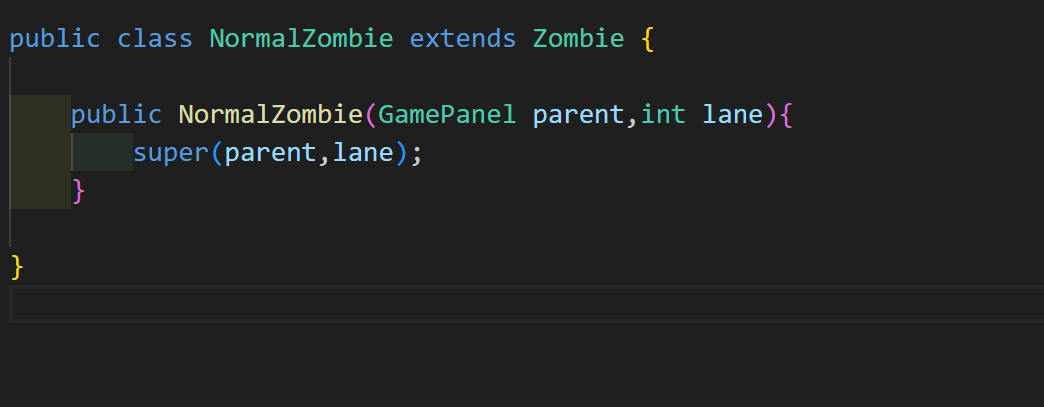 public class NormalZombie extends Zombie {
public NormalZombie(GamePanel parent,int lane){
super(parent,lane);
}
}